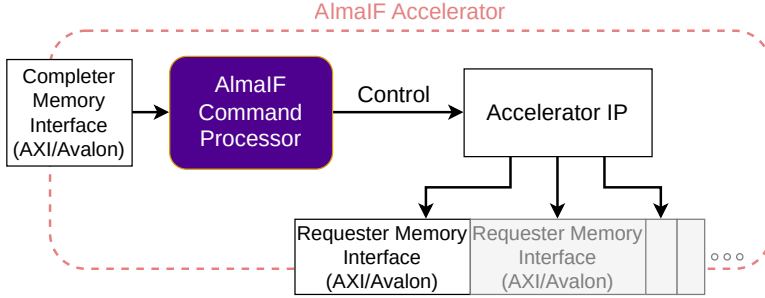 AlmaIF Accelerator
Completer
Memory
Interface
(AXI/Avalon)
AlmaIF
Command
Processor
Control
Accelerator IP
Requester Memory
Interface
(AXI/Avalon)
Requester Memory
Interface
(AXI/Avalon)